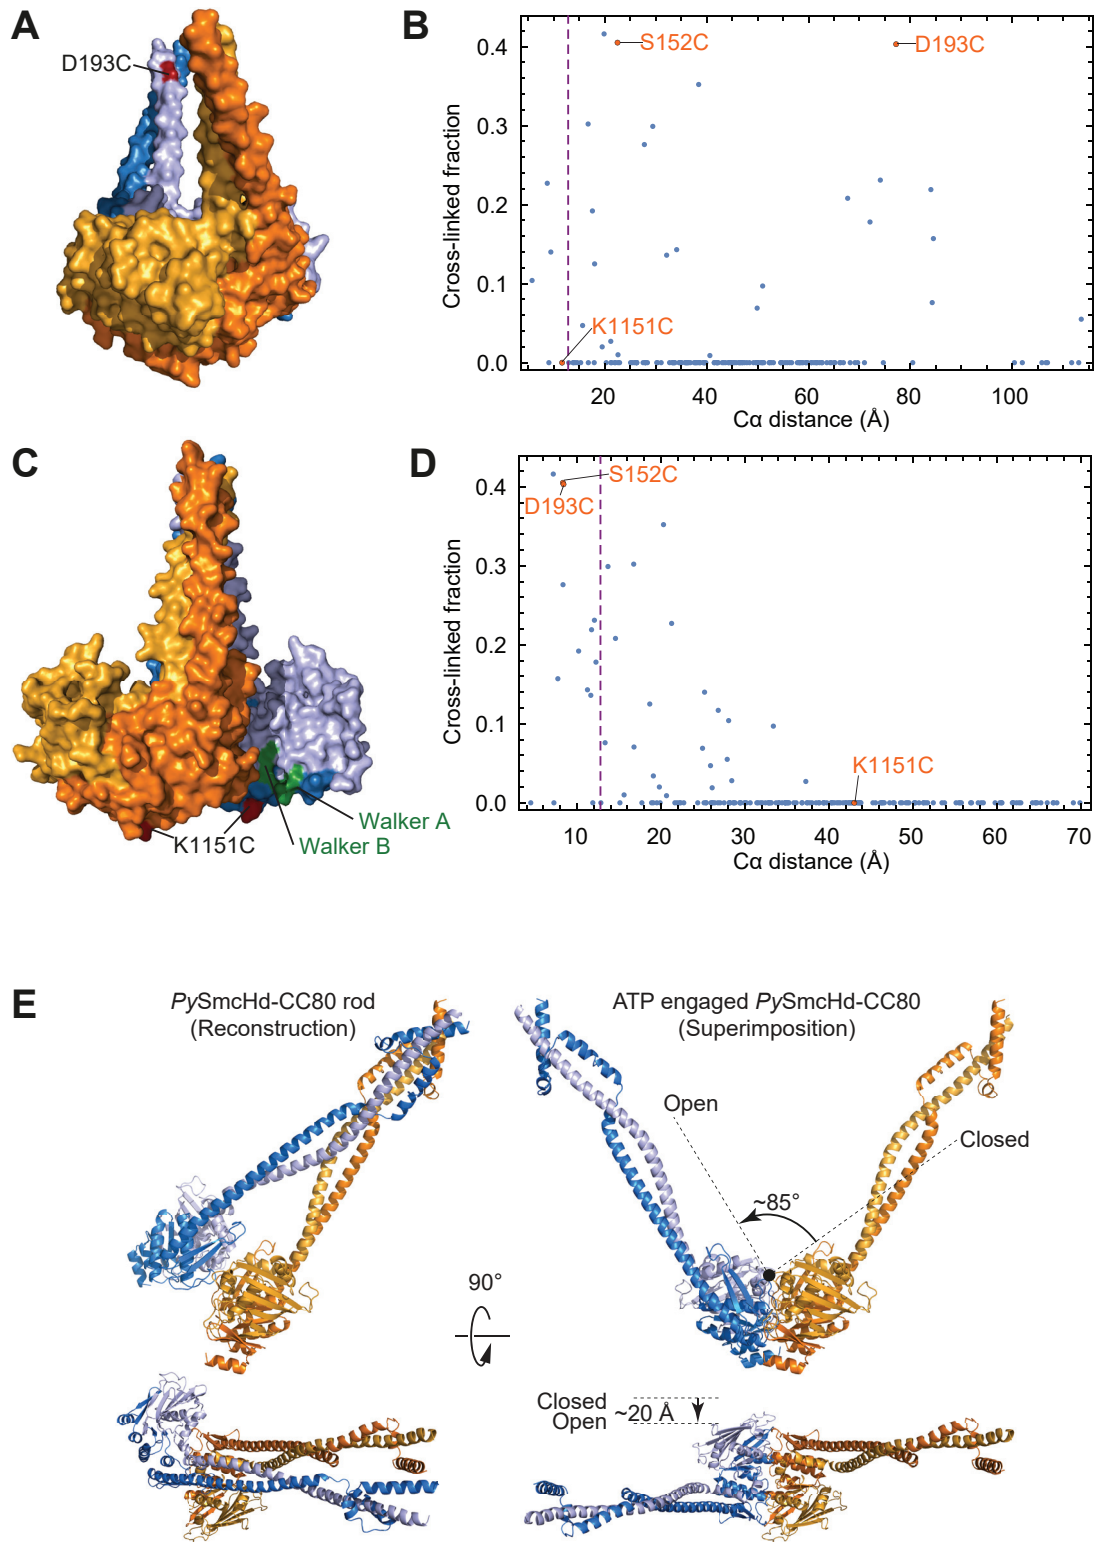 A
D193C
B
Cross-linked fraction
0.4
0.3
0.2
0.1
0.0
S152C
D193C
K1151C
20 40 60 80 100
Cα distance (Å)
C
K1151C
Walker A
Walker B
D
Cross-linked fraction
0.4
0.3
0.2
0.1
0.0
S152C
D193C
K1151C
10 20 30 40 50 60 70
Cα distance (Å)
E
PySmcHd-CC80 rod
(Reconstruction)
ATP engaged PySmcHd-CC80
(Superimposition)
Open
Closed
~85°
90°
Closed
Open
~20 Å